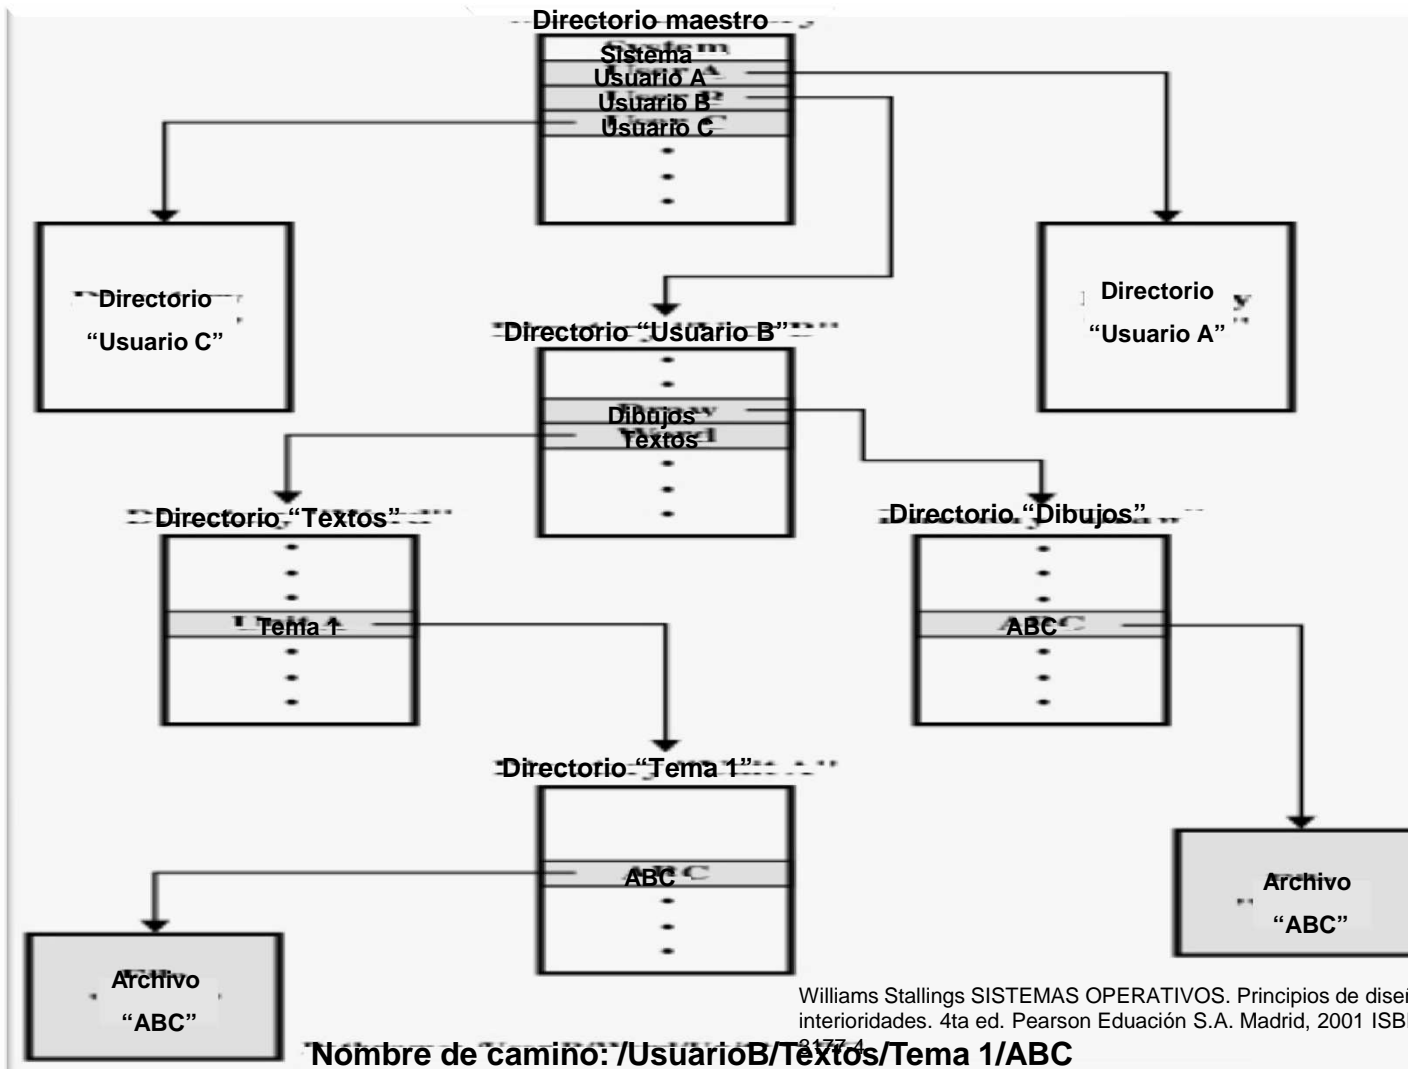 Directorio maestro
Sistema
Usuario A
Usuario B
Usuario C
Directorio
“Usuario C”
Directorio
“Usuario A”
Directorio “Usuario B”
Dibujos
Textos
Directorio “Textos”
Directorio “Dibujos”
Tema 1
ABC
Directorio “Tema 1”
ABC
Archivo
“ABC”
Archivo
“ABC”
Williams Stallings SISTEMAS OPERATIVOS. Principios de diseñ
interioridades. 4ta ed. Pearson Eduación S.A. Madrid, 2001
Nombre de camino: /UsuarioB/Textos/Tema 1/ABC